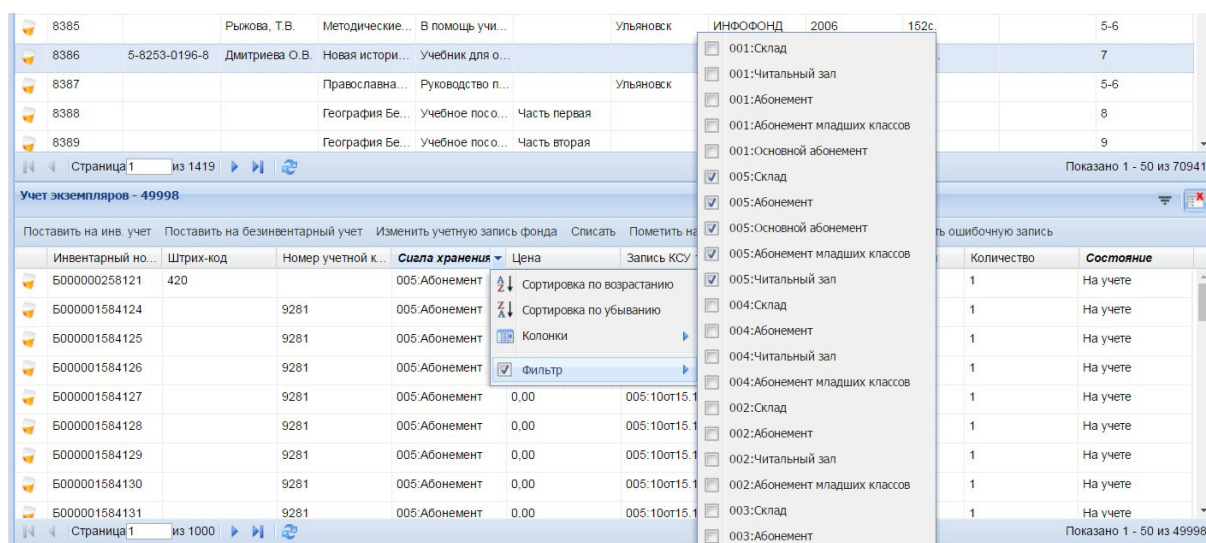 8385 Рыжова, Т.В. Методические... В помощь учи... Ульяновск ИНФОФОНД 2006 152с. 5-6
8386 5-8253-0196-8 Дмитриева О.В. Новая истори... Учебник для о... 7
8387 Православна... Руководство п... Ульяновск 5-6
8388 География Бе... Учебное посо... Часть первая 8
8389 География Бе... Учебное посо... Часть вторая 9
Страница 1 из 1419 Показано 1 - 50 из 70941
Учет экземпляров - 49998
Поставить на инв. учет Поставить на безинвентарный учет Изменить учетную запись фонда Списать Пометить на ошибочную запись
Инвентарный но... Штрих-код Номер учетной к... Сигла хранения Цена Запись КСУ Количество Состояние
Б000000258121 420 005:Абонемент 1 На учете
Б000001584124 9281 005:Абонемент 1 На учете
Б000001584125 9281 005:Абонемент 1 На учете
Б000001584126 9281 005:Абонемент 1 На учете
Б000001584127 9281 005:Абонемент 0,00 005:10от15.1 1 На учете
Б000001584128 9281 005:Абонемент 0,00 005:10от15.1 1 На учете
Б000001584129 9281 005:Абонемент 0,00 005:10от15.1 1 На учете
Б000001584130 9281 005:Абонемент 0,00 005:10от15.1 1 На учете
Б000001584131 9281 005:Абонемент 0,00 005:10от15.1 1 На учете
Страница 1 из 1000 Показано 1 - 50 из 49998
Сортировка по возрастанию
Сортировка по убыванию
Колонки
Фильтр
001:Склад
001:Читальный зал
001:Абонемент
001:Абонемент младших классов
001:Основной абонемент
005:Склад
005:Абонемент
005:Основной абонемент
005:Абонемент младших классов
005:Читальный зал
004:Склад
004:Абонемент
004:Читальный зал
004:Абонемент младших классов
002:Склад
002:Абонемент
002:Читальный зал
002:Абонемент младших классов
003:Склад
003:Абонемент